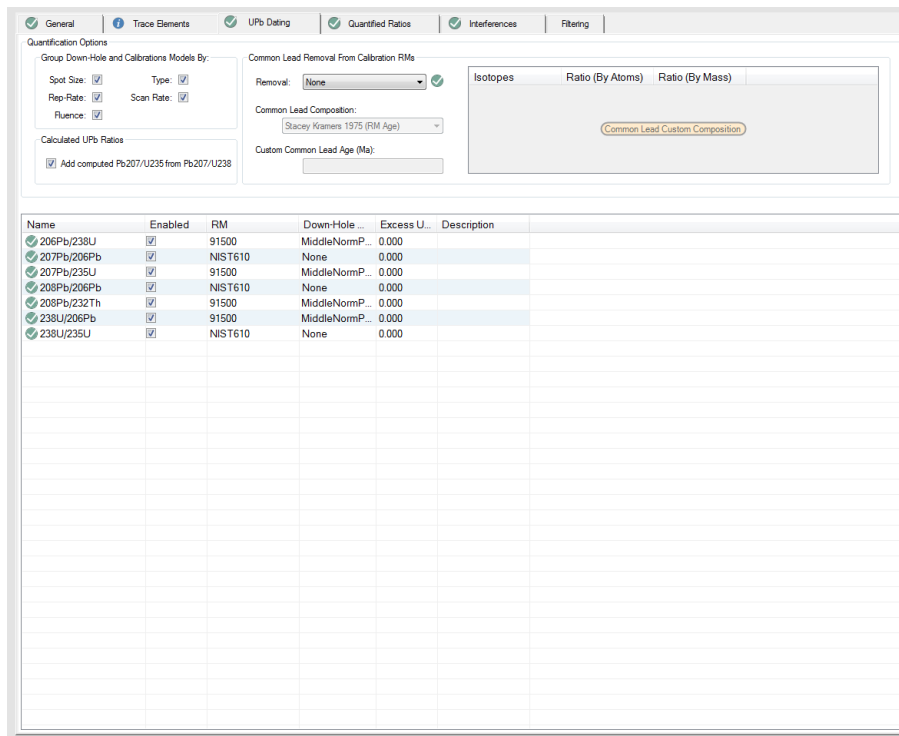 General Trace Elements UPb Dating Quantified Ratios Interferences Filtering
Quantification Options
Group Down-Hole and Calibrations Models By:
Spot Size: Type:
Rep-Rate: Scan Rate:
Fluence:
Calculated UPb Ratios
Add computed Pb207/U235 from Pb207/U238
Common Lead Removal From Calibration RMs
Removal: None
Common Lead Composition:
Stacey Kramers 1975 (RM Age)
Custom Common Lead Age (Ma):
Isotopes Ratio (By Atoms) Ratio (By Mass)
Common Lead Custom Composition
Name Enabled RM Down-Hole ... Excess U... Description
206Pb/238U 91500 MiddleNormP... 0.000
207Pb/206Pb NIST610 None 0.000
207Pb/235U 91500 MiddleNormP... 0.000
208Pb/206Pb NIST610 None 0.000
208Pb/232Th 91500 MiddleNormP... 0.000
238U/206Pb 91500 MiddleNormP... 0.000
238U/235U NIST610 None 0.000